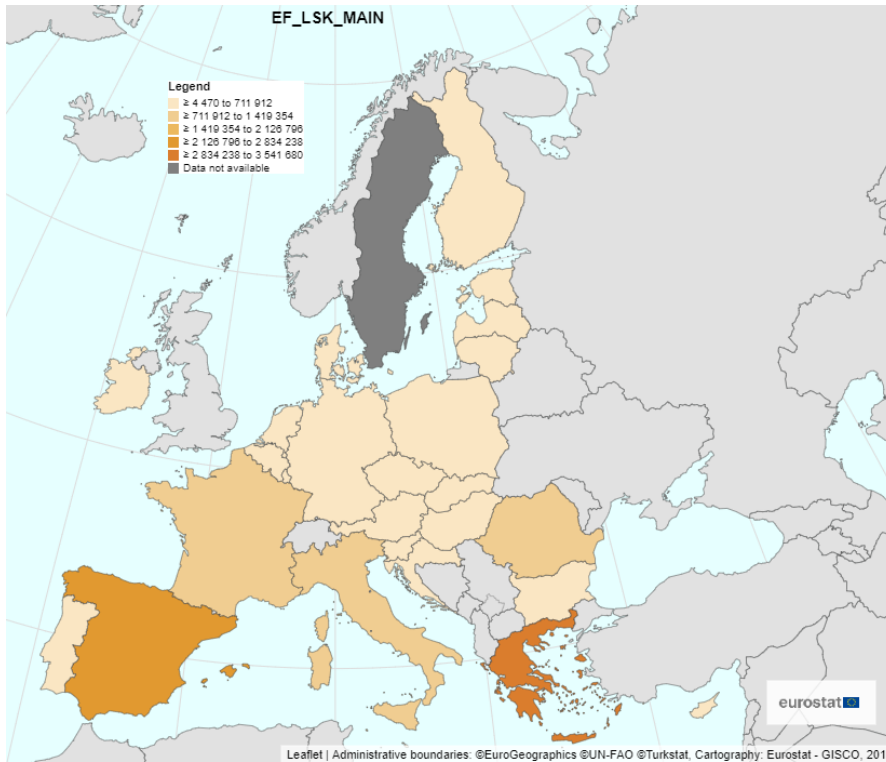 EF_LSK_MAIN
Legend
≥ 4 470 to 711 912
≥ 711 912 to 1 419 354
≥ 1 419 354 to 2 126 796
≥ 2 126 796 to 2 834 238
≥ 2 834 238 to 3 541 680
Data not available
eurostat
Leaflet | Administrative boundaries: ©EuroGeographics ©UN-FAO ©Turkstat, Cartography: Eurostat - GISCO, 201